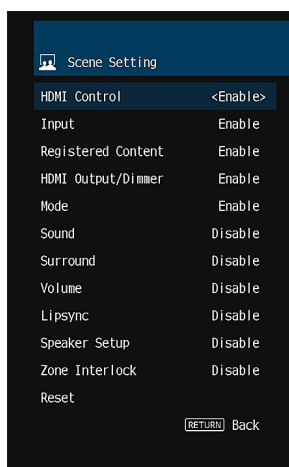 Scene Setting
HDMI Control <Enable>
Input Enable
Registered Content Enable
HDMI Output/Dimmer Enable
Mode Enable
Sound Disable
Surround Disable
Volume Disable
Lipsync Disable
Speaker Setup Disable
Zone Interlock Disable
Reset
RETURN Back